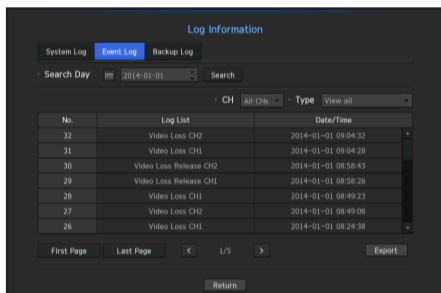 Log Information
System Log Event Log Backup Log
Search Day 2014-01-01 Search
CH All CHs Type View all
No. Log List Date/Time
32 Video Loss CH2 2014-01-01 09:04:32
31 Video Loss CH1 2014-01-01 09:04:28
30 Video Loss Release CH2 2014-01-01 08:58:43
29 Video Loss Release CH1 2014-01-01 08:58:26
28 Video Loss CH1 2014-01-01 08:49:23
27 Video Loss CH2 2014-01-01 08:49:08
26 Video Loss CH1 2014-01-01 08:24:38
First Page Last Page < 1/5 > Export
Return